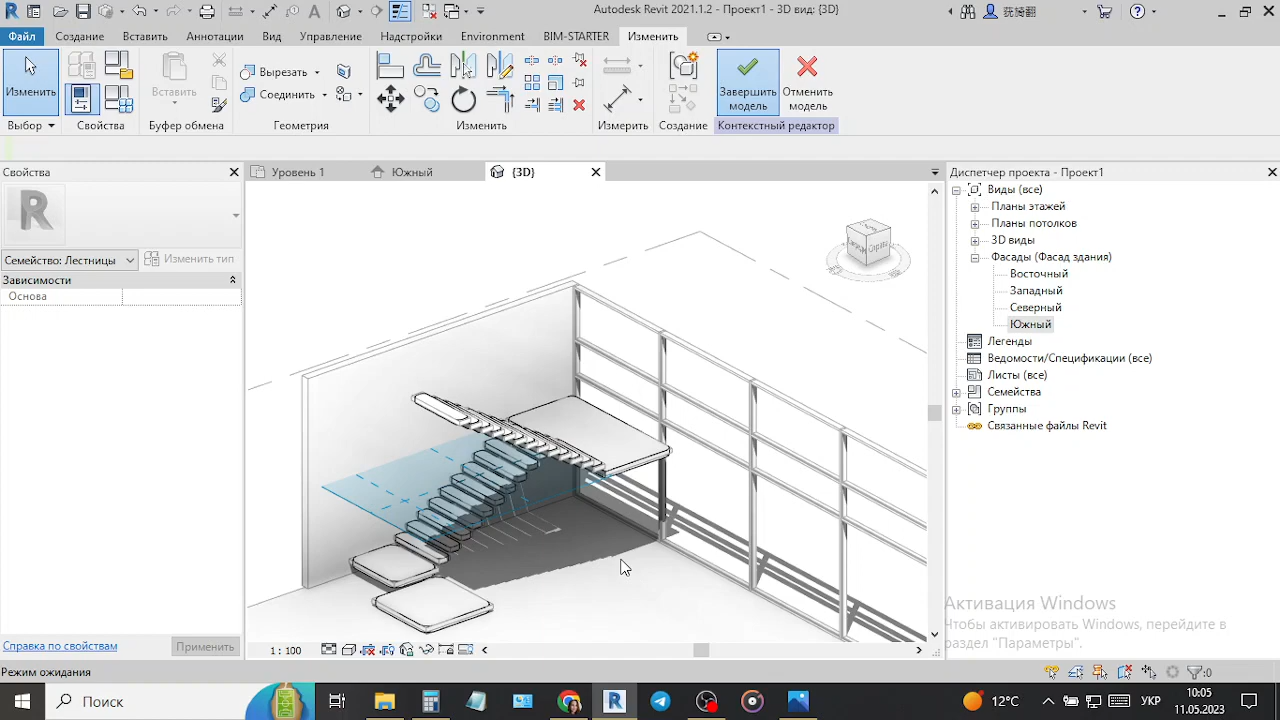 Autodesk Revit 2021.1.2 - Проект1 - 3D вид: {3D}
Файл Создание Вставить Аннотации Вид Управление Надстройки Environment BIM-STARTER Изменить
Изменить
Вставить
Вырезать
Соединить
Завершить модель
Отменить модель
Выбор Свойства Буфер обмена Геометрия Изменить Измерить Создание Контекстный редактор
Свойства
Уровень 1 Южный {3D}
Диспетчер проекта - Проект1
Семейство: Лестницы Изменить тип
Зависимости
Основа
Виды (все)
Планы этажей
Планы потолков
3D виды
Фасады (Фасад здания)
Восточный
Западный
Северный
Южный
Легенды
Ведомости/Спецификации (все)
Листы (все)
Семейства
Группы
Связанные файлы Revit
Активация Windows
Чтобы активировать Windows, перейдите в
раздел "Параметры".
Справка по свойствам Применить
1 : 100
Режим ожидания
:0
Поиск
12°C
УКР
10:05
11.05.2023